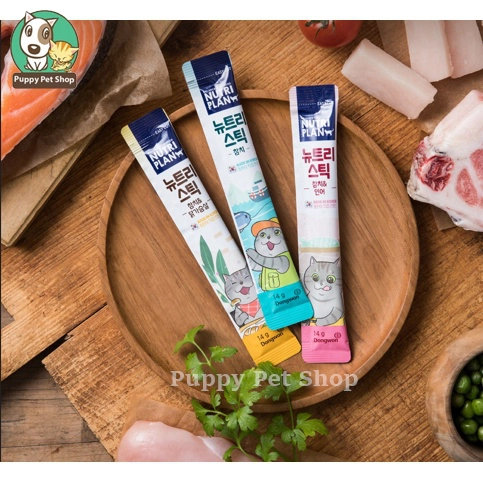 Puppy Pet Shop
NUTRI
PLAN
뉴트리
스틱
참치&
닭가슴살
14 g
Dongwon
NUTRI
PLAN
뉴트리
스틱
참치
14 g
Dongwon
NUTRI
PLAN
뉴트리
스틱
참치&
연어
14 g
Dongwon
Puppy Pet Shop